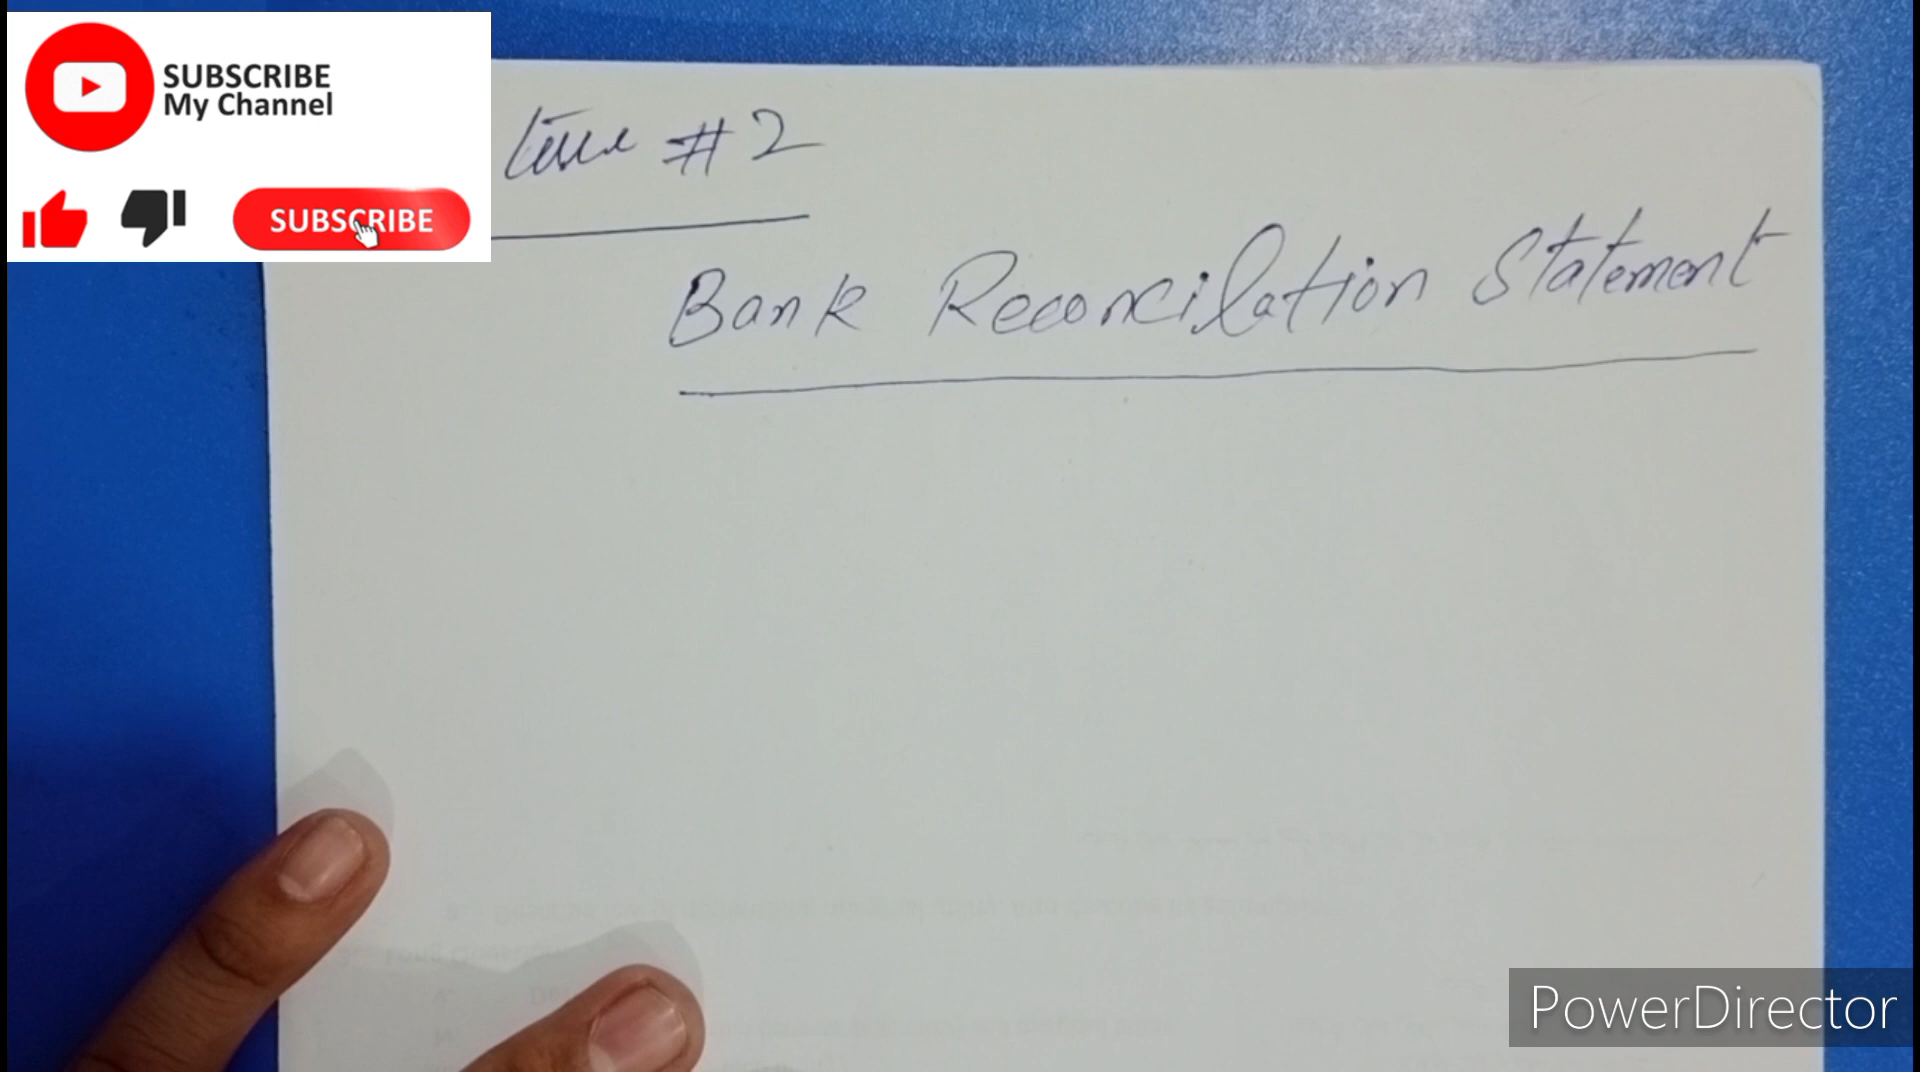 SUBSCRIBE
My Channel
SUBSCRIBE
#2
Bank Reconcilation Statement
PowerDirector